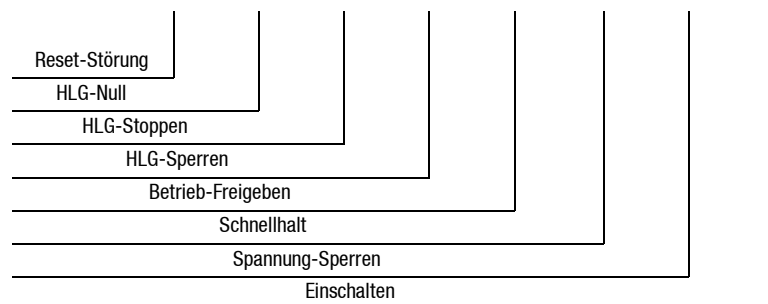 Reset-Störung
HLG-Null
HLG-Stoppen
HLG-Sperren
Betrieb-Freigeben
Schnellhalt
Spannung-Sperren
Einschalten